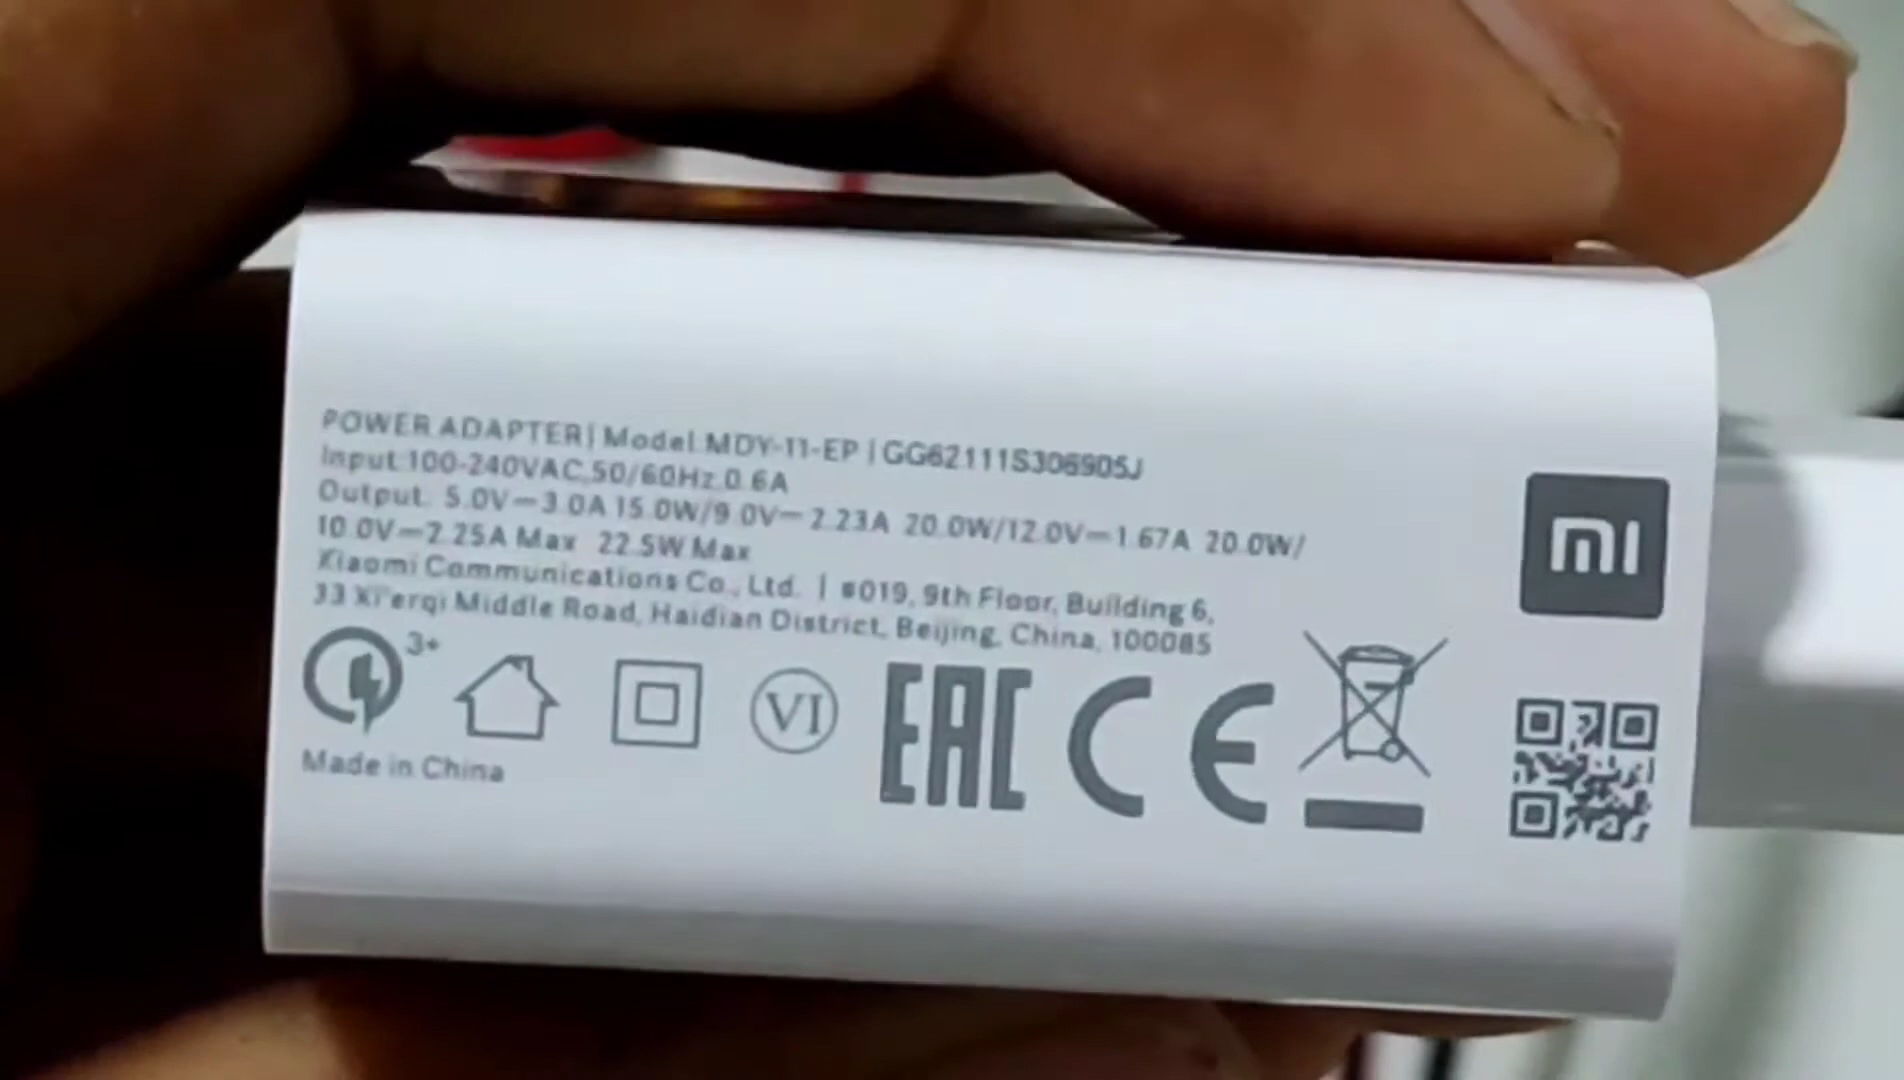 POWER ADAPTER | Model:MDY-11-EP | GG62111S306905J
Input:100-240VAC,50/60Hz,0.6A
Output: 5.0V⎓3.0A 15.0W/9.0V⎓2.23A 20.0W/12.0V⎓1.67A 20.0W/
10.0V⎓2.25A Max 22.5W Max
Xiaomi Communications Co., Ltd. | #019, 9th Floor, Building 6,
33 Xi'erqi Middle Road, Haidian District, Beijing, China, 100085
3+
VI
EAC
CE
Made in China
mi